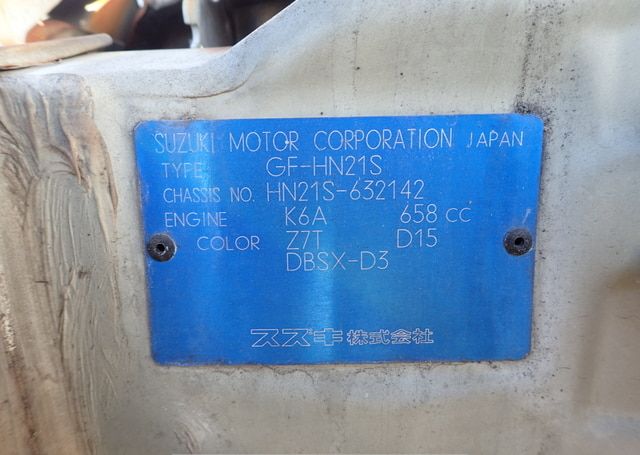 SUZUKI MOTOR CORPORATION JAPAN
TYPE GF-HN21S
CHASSIS NO. HN21S-632142
ENGINE K6A 658 CC
COLOR Z7T D15
DBSX-D3
スズキ株式会社